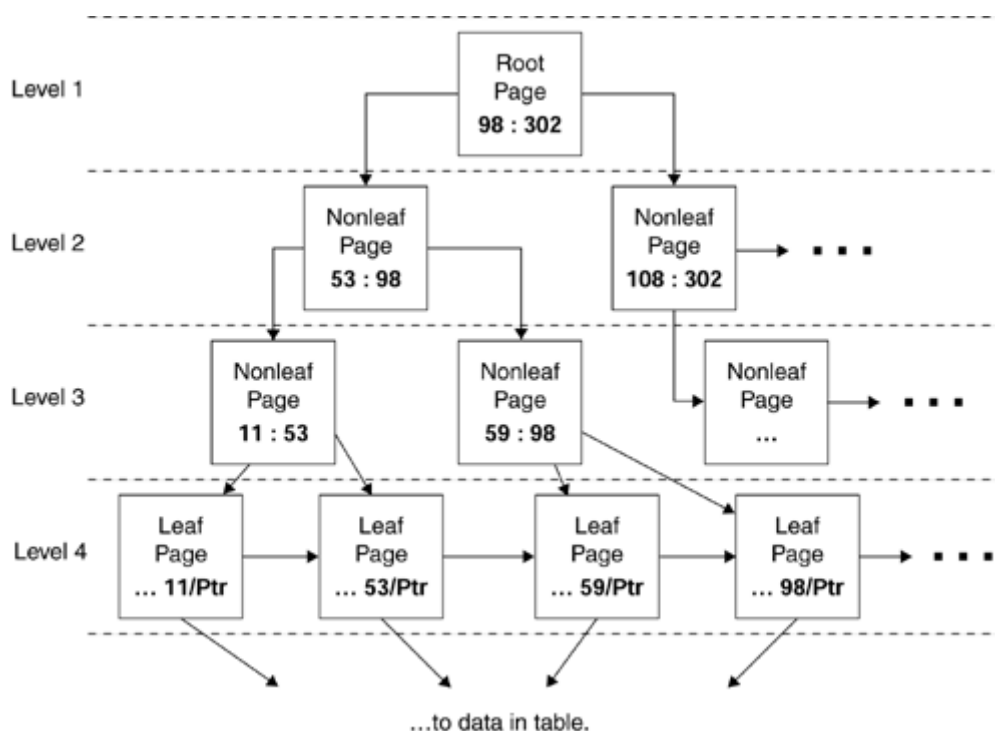 Level 1
Root
Page
98 : 302
Level 2
Nonleaf
Page
53 : 98
Nonleaf
Page
108 : 302
Level 3
Nonleaf
Page
11 : 53
Nonleaf
Page
59 : 98
Nonleaf
Page
...
Level 4
Leaf
Page
... 11/Ptr
Leaf
Page
... 53/Ptr
Leaf
Page
... 59/Ptr
Leaf
Page
... 98/Ptr
...to data in table.